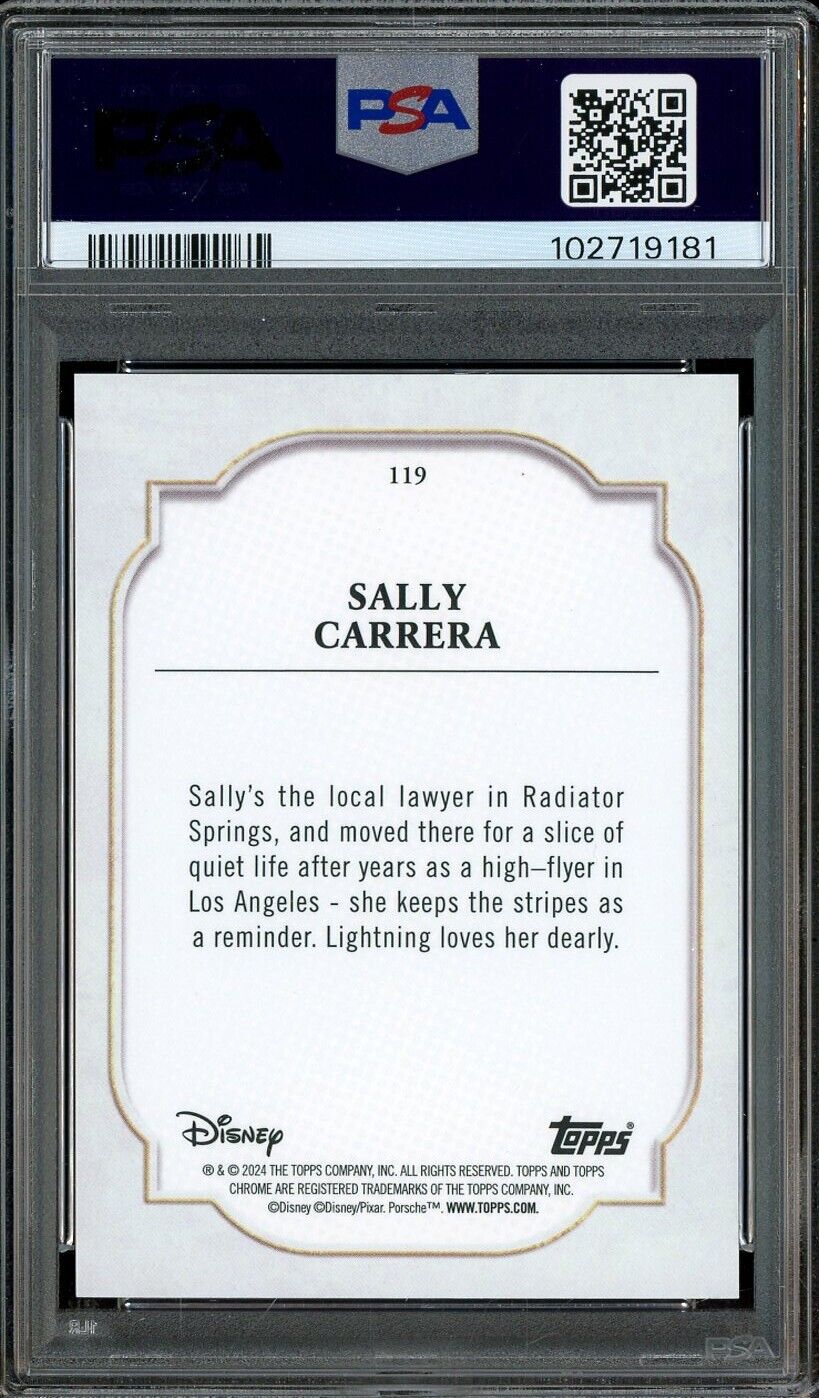 PSA
PSA
102719181
119
SALLY
CARRERA
Sally's the local lawyer in Radiator
Springs, and moved there for a slice of
quiet life after years as a high–flyer in
Los Angeles - she keeps the stripes as
a reminder. Lightning loves her dearly.
Disney
Topps®
® & © 2024 THE TOPPS COMPANY, INC. ALL RIGHTS RESERVED. TOPPS AND TOPPS
CHROME ARE REGISTERED TRADEMARKS OF THE TOPPS COMPANY, INC.
©Disney ©Disney/Pixar. Porsche™. WWW.TOPPS.COM.
PSA